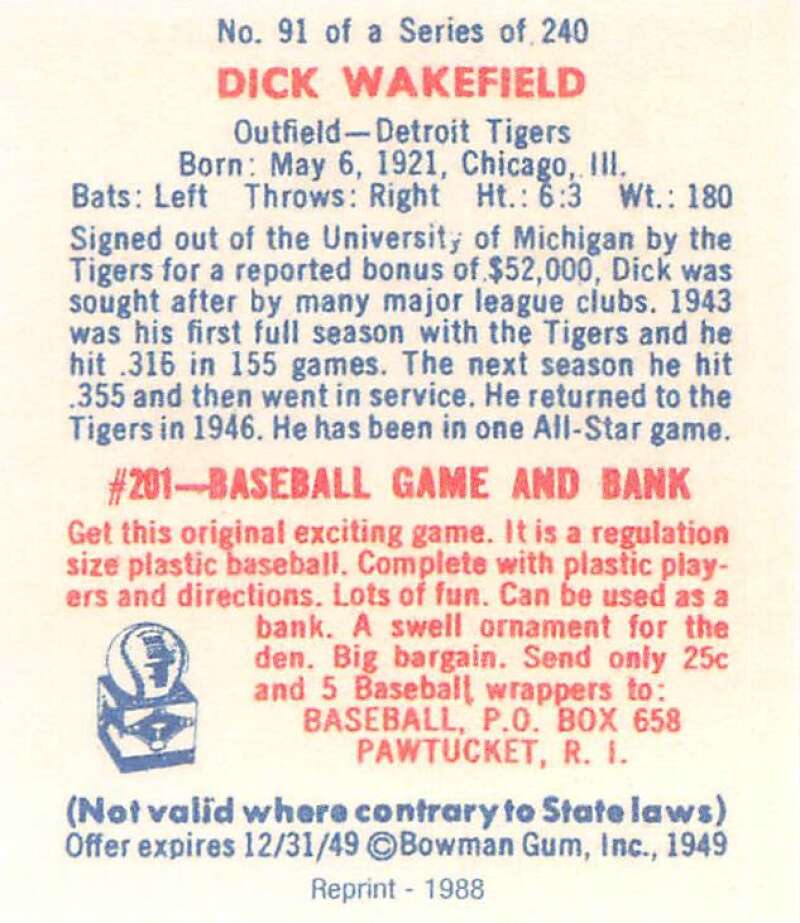 No. 91 of a Series of 240
DICK WAKEFIELD
Outfield—Detroit Tigers
Born: May 6, 1921, Chicago, Ill.
Bats: Left Throws: Right Ht.: 6:3 Wt.: 180
Signed out of the University of Michigan by the
Tigers for a reported bonus of $52,000, Dick was
sought after by many major league clubs. 1943
was his first full season with the Tigers and he
hit .316 in 155 games. The next season he hit
.355 and then went in service. He returned to the
Tigers in 1946. He has been in one All-Star game.
#201—BASEBALL GAME AND BANK
Get this original exciting game. It is a regulation
size plastic baseball. Complete with plastic play-
ers and directions. Lots of fun. Can be used as a
bank. A swell ornament for the
den. Big bargain. Send only 25c
and 5 Baseball wrappers to:
BASEBALL, P.O. BOX 658
PAWTUCKET, R. I.
(Not valid where contrary to State laws)
Offer expires 12/31/49 ©Bowman Gum, Inc., 1949
Reprint - 1988